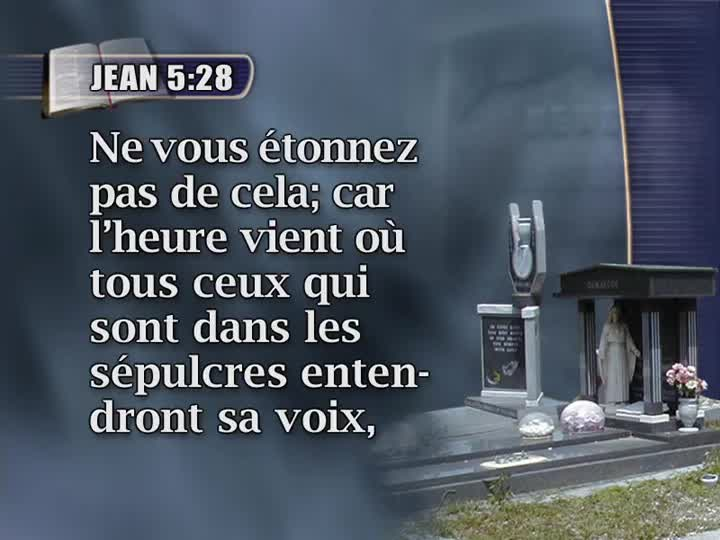 JEAN 5:28
Ne vous étonnez
pas de cela; car
l'heure vient où
tous ceux qui
sont dans les
sépulcres enten-
dront sa voix,